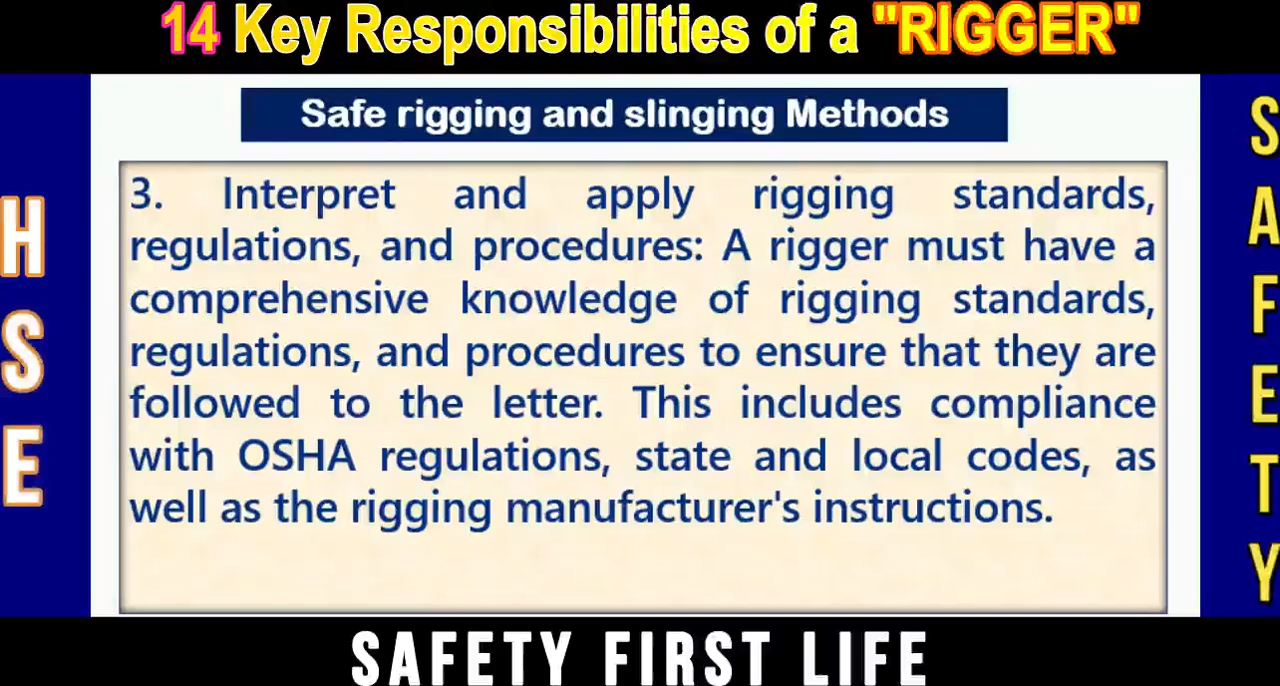 14 Key Responsibilities of a "RIGGER"
Safe rigging and slinging Methods
3. Interpret and apply rigging standards,
regulations, and procedures: A rigger must have a
comprehensive knowledge of rigging standards,
regulations, and procedures to ensure that they are
followed to the letter. This includes compliance
with OSHA regulations, state and local codes, as
well as the rigging manufacturer's instructions.
HSE
SAFETY
SAFETY FIRST LIFE